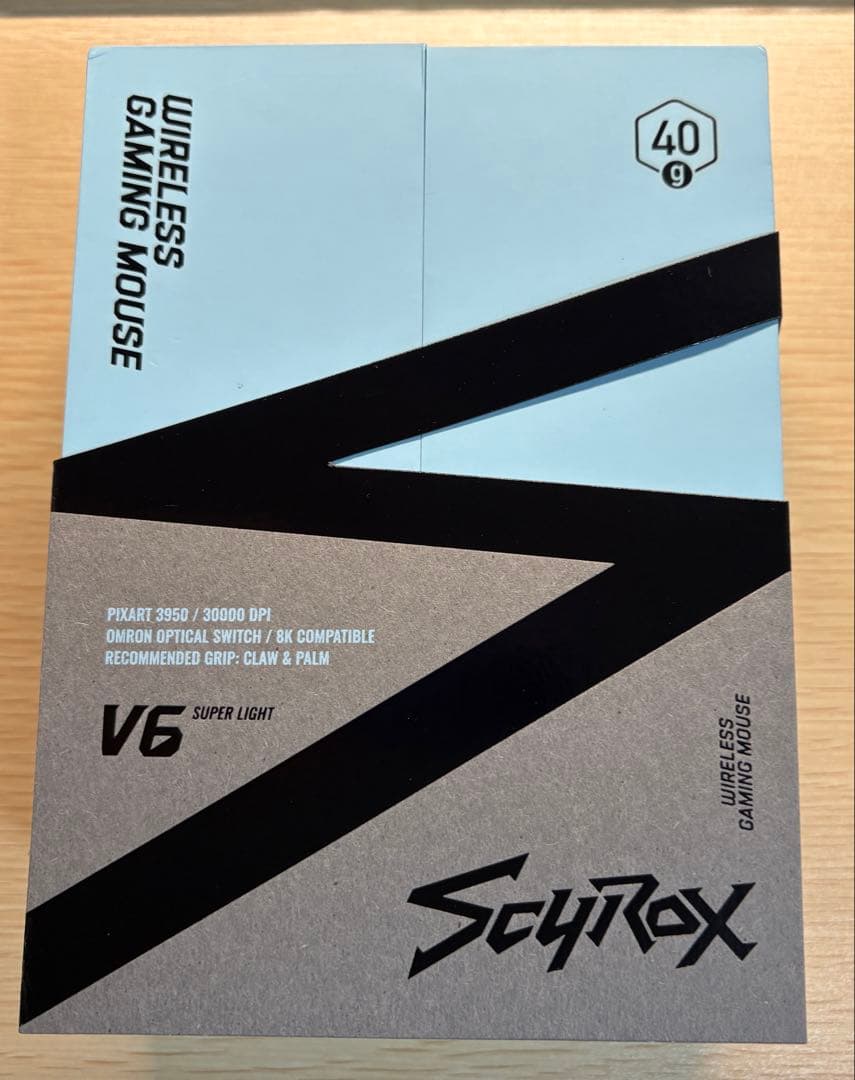 WIRELESS
GAMING MOUSE
40
g
PIXART 3950 / 30000 DPI
OMRON OPTICAL SWITCH / 8K COMPATIBLE
RECOMMENDED GRIP: CLAW & PALM
V6 SUPER LIGHT
WIRELESS
GAMING MOUSE
SCYROX